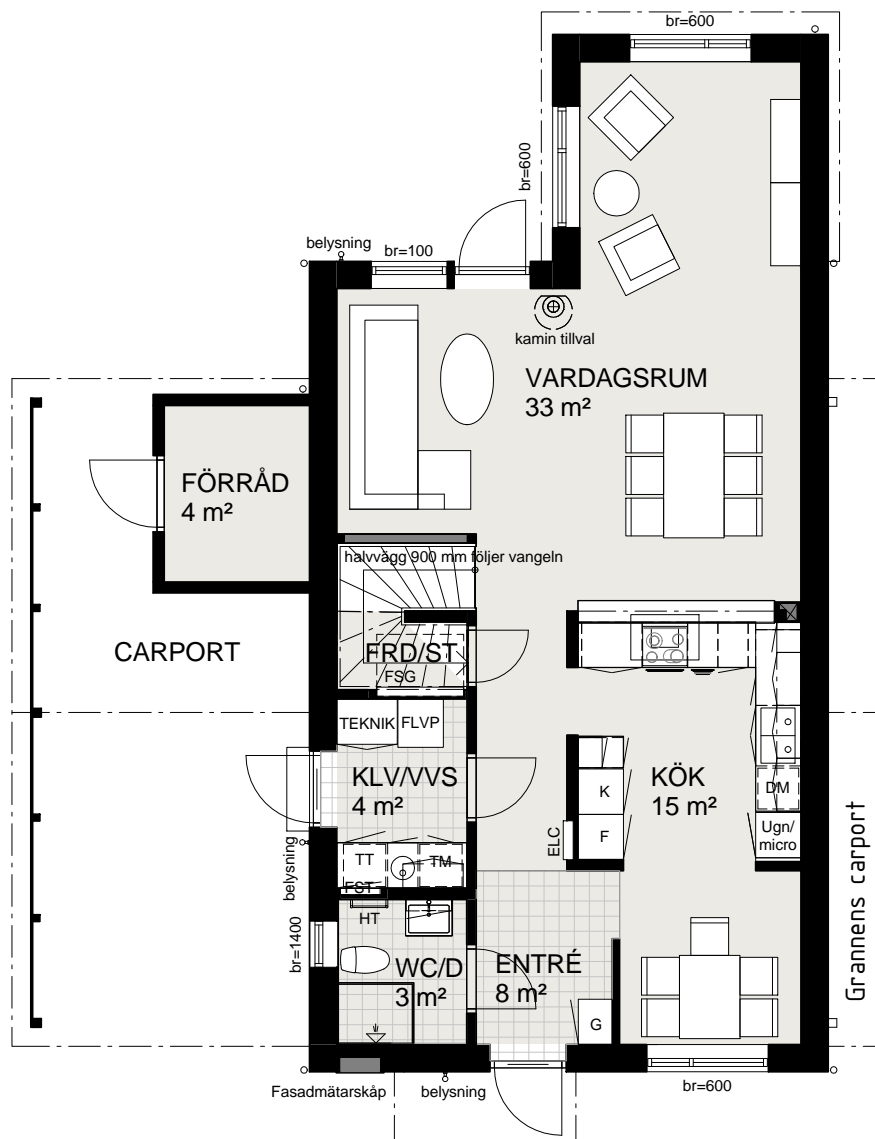 br=600
br=600
belysning
br=100
kamin tillval
VARDAGSRUM
33 m²
FÖRRÅD
4 m²
halvvägg 900 mm följer vangeln
CARPORT
FRD/ST
FSG
TEKNIK
FLVP
KLV/VVS
4 m²
KÖK
15 m²
K
F
DM
Ugn/
micro
ELC
belysning
TT
TM
FST
HT
br=1400
WC/D
3 m²
ENTRÉ
8 m²
G
Grannens carport
Fasadmätarskåp
belysning
br=600